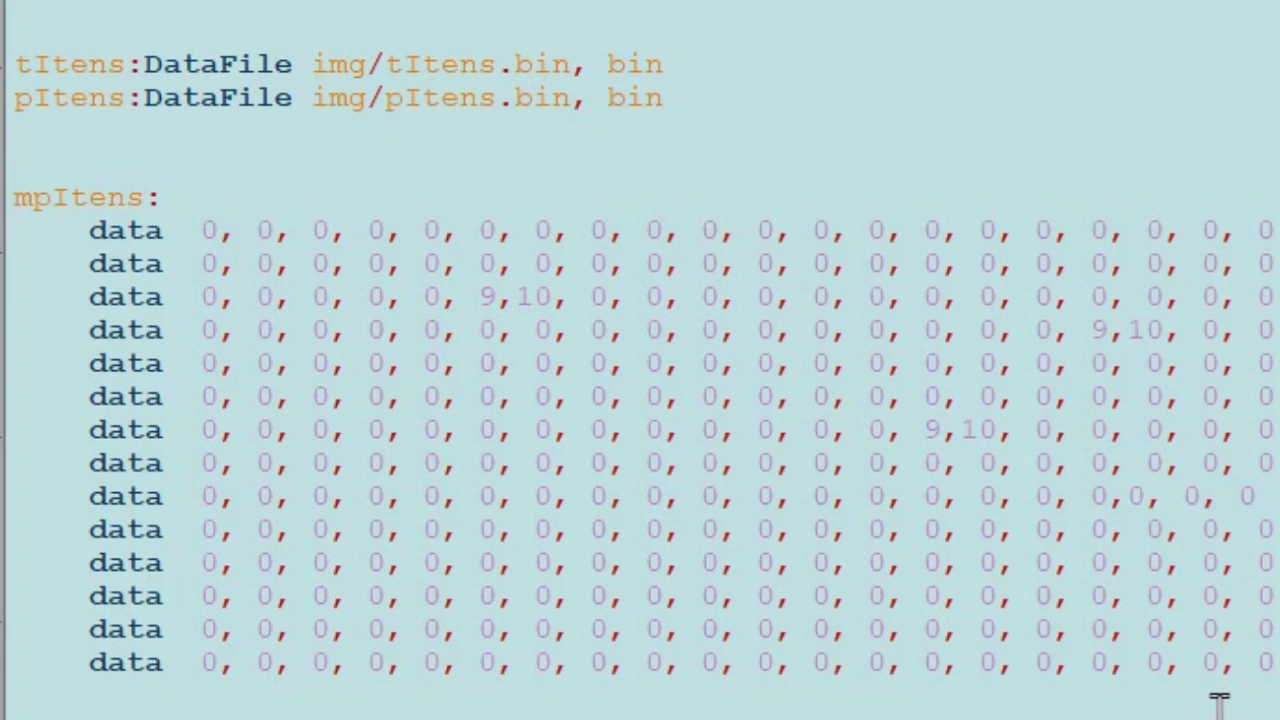 tItens:DataFile img/tItens.bin, bin
pItens:DataFile img/pItens.bin, bin
mpItens:
data 0, 0, 0, 0, 0, 0, 0, 0, 0, 0, 0, 0, 0, 0, 0, 0, 0, 0, 0, 0
data 0, 0, 0, 0, 0, 0, 0, 0, 0, 0, 0, 0, 0, 0, 0, 0, 0, 0, 0, 0
data 0, 0, 0, 0, 0, 9,10, 0, 0, 0, 0, 0, 0, 0, 0, 0, 0, 0, 0, 0
data 0, 0, 0, 0, 0, 0, 0, 0, 0, 0, 0, 0, 0, 0, 0, 0, 9,10, 0, 0
data 0, 0, 0, 0, 0, 0, 0, 0, 0, 0, 0, 0, 0, 0, 0, 0, 0, 0, 0, 0
data 0, 0, 0, 0, 0, 0, 0, 0, 0, 0, 0, 0, 0, 0, 0, 0, 0, 0, 0, 0
data 0, 0, 0, 0, 0, 0, 0, 0, 0, 0, 0, 0, 0, 9,10, 0, 0, 0, 0, 0
data 0, 0, 0, 0, 0, 0, 0, 0, 0, 0, 0, 0, 0, 0, 0, 0, 0, 0, 0, 0
data 0, 0, 0, 0, 0, 0, 0, 0, 0, 0, 0, 0, 0, 0, 0, 0, 0,0, 0, 0
data 0, 0, 0, 0, 0, 0, 0, 0, 0, 0, 0, 0, 0, 0, 0, 0, 0, 0, 0, 0
data 0, 0, 0, 0, 0, 0, 0, 0, 0, 0, 0, 0, 0, 0, 0, 0, 0, 0, 0, 0
data 0, 0, 0, 0, 0, 0, 0, 0, 0, 0, 0, 0, 0, 0, 0, 0, 0, 0, 0, 0
data 0, 0, 0, 0, 0, 0, 0, 0, 0, 0, 0, 0, 0, 0, 0, 0, 0, 0, 0, 0
data 0, 0, 0, 0, 0, 0, 0, 0, 0, 0, 0, 0, 0, 0, 0, 0, 0, 0, 0, 0